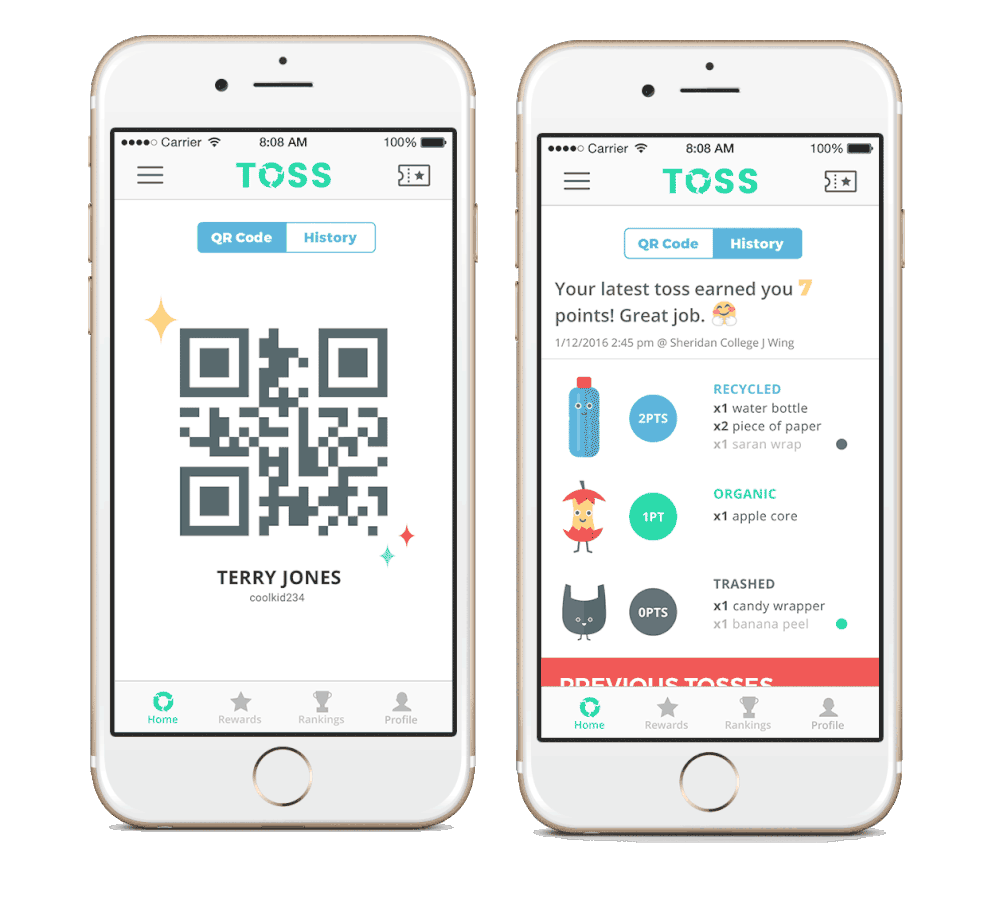 Carrier 8:08 AM 100%
TOSS
QR Code History
TERRY JONES
coolkid234
Home Rewards Rankings Profile
Carrier 8:08 AM 100%
TOSS
QR Code History
Your latest toss earned you 7
points! Great job.
1/12/2016 2:45 pm @ Sheridan College J Wing
RECYCLED
2PTS
x1 water bottle
x2 piece of paper
x1 saran wrap
ORGANIC
1PT
x1 apple core
TRASHED
0PTS
x1 candy wrapper
x1 banana peel
PREVIOUS TOSSES
Home Rewards Rankings Profile